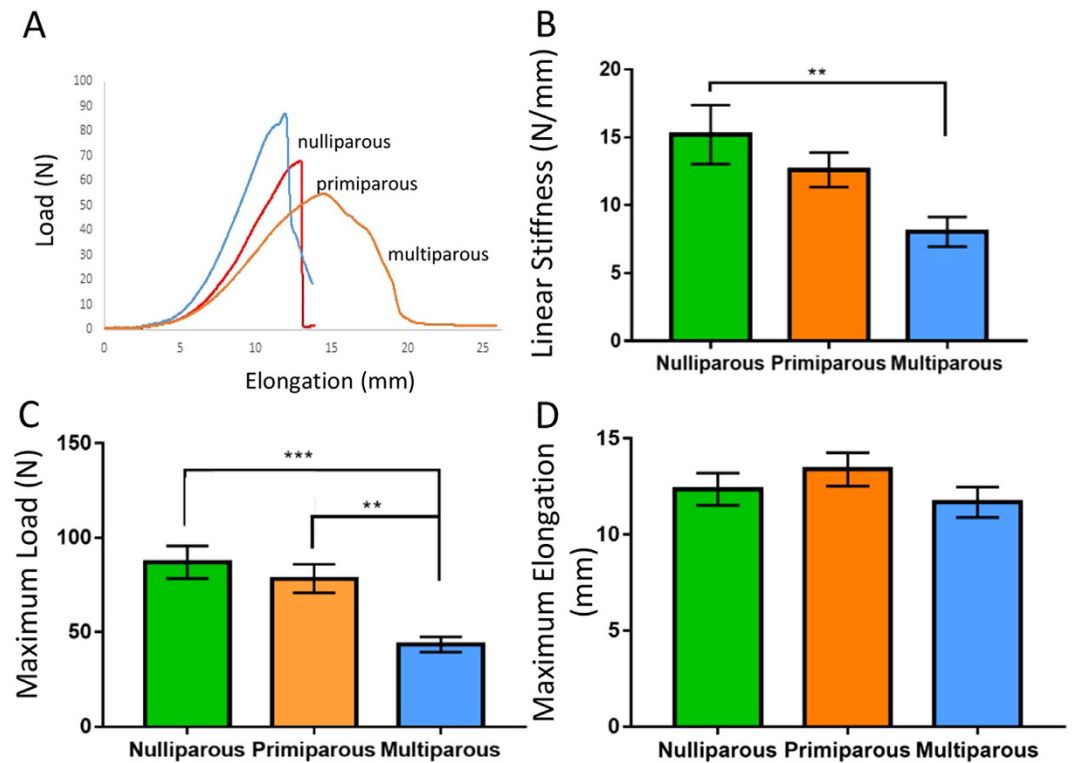 A
Load (N)
100
90
80
70
60
50
40
30
20
10
0
0 5 10 15 20 25
nulliparous
primiparous
multiparous
Elongation (mm)
B
Linear Stiffness (N/mm)
20
15
10
5
0
**
Nulliparous Primiparous Multiparous
C
Maximum Load (N)
150
100
50
0
***
**
Nulliparous Primiparous Multiparous
D
Maximum Elongation
(mm)
15
10
5
0
Nulliparous Primiparous Multiparous